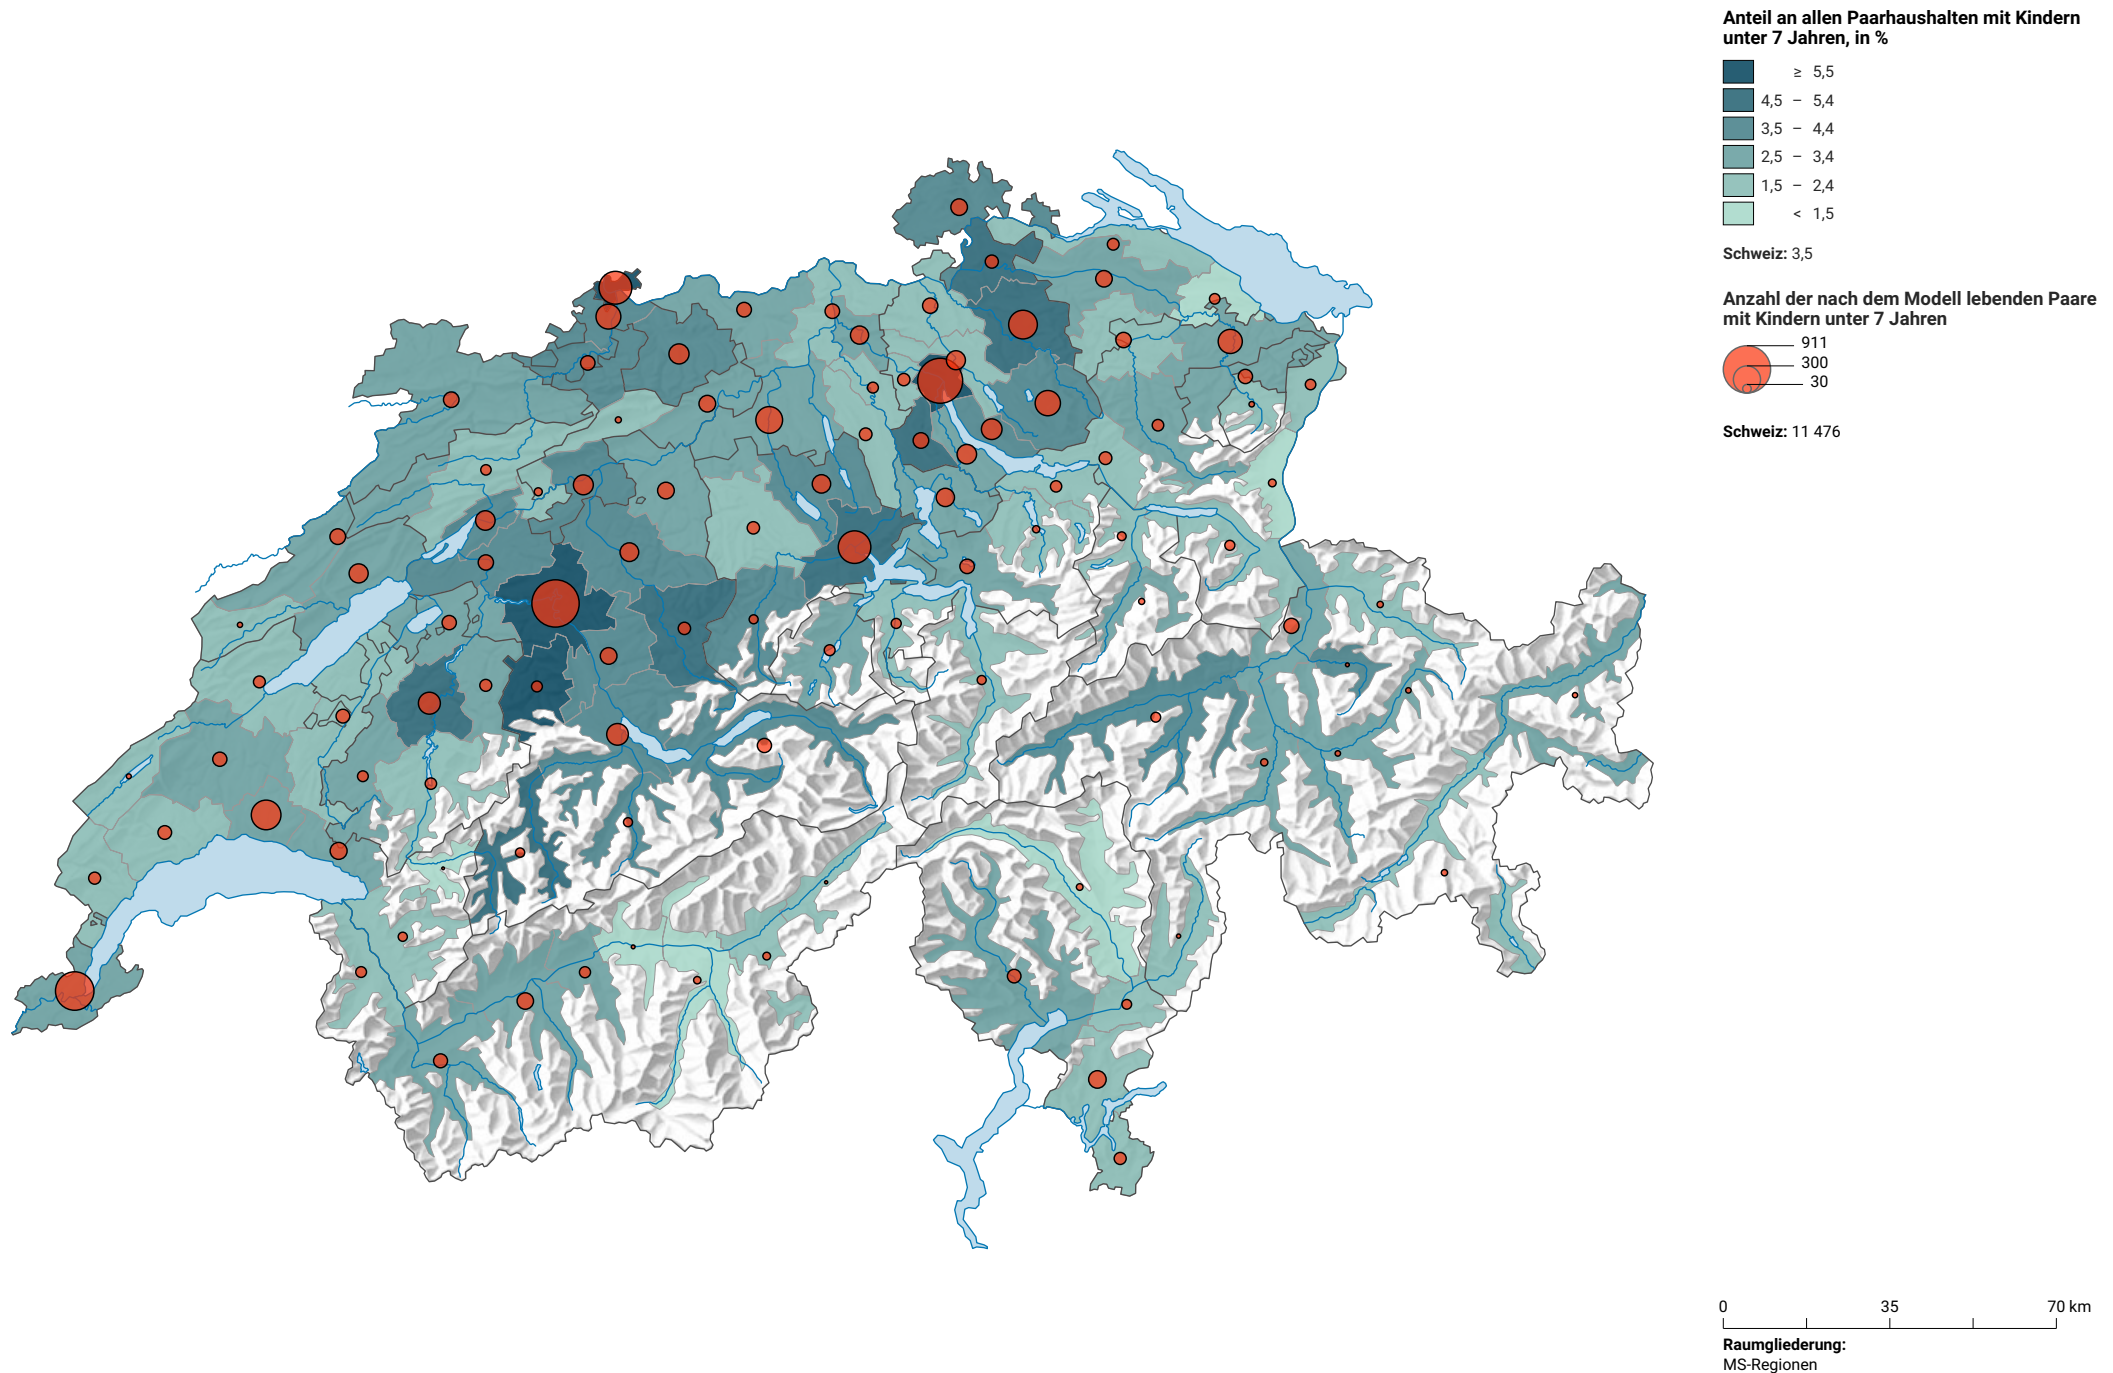 Anteil an allen Paarhaushalten mit Kindern
unter 7 Jahren, in %
≥ 5,5
4,5 – 5,4
3,5 – 4,4
2,5 – 3,4
1,5 – 2,4
< 1,5
Schweiz: 3,5
Anzahl der nach dem Modell lebenden Paare
mit Kindern unter 7 Jahren
911
300
30
Schweiz: 11 476
0 35 70 km
Raumgliederung:
MS-Regionen